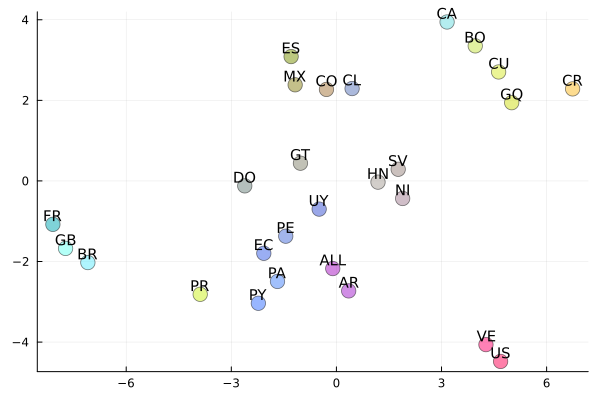 4
2
0
−2
−4
−6
−3
0
3
6
CA
BO
ES
CU
MX
CO
CL
CR
GQ
GT
SV
DO
HN
NI
UY
FR
PE
GB
EC
BR
ALL
PA
PR
AR
PY
VE
US